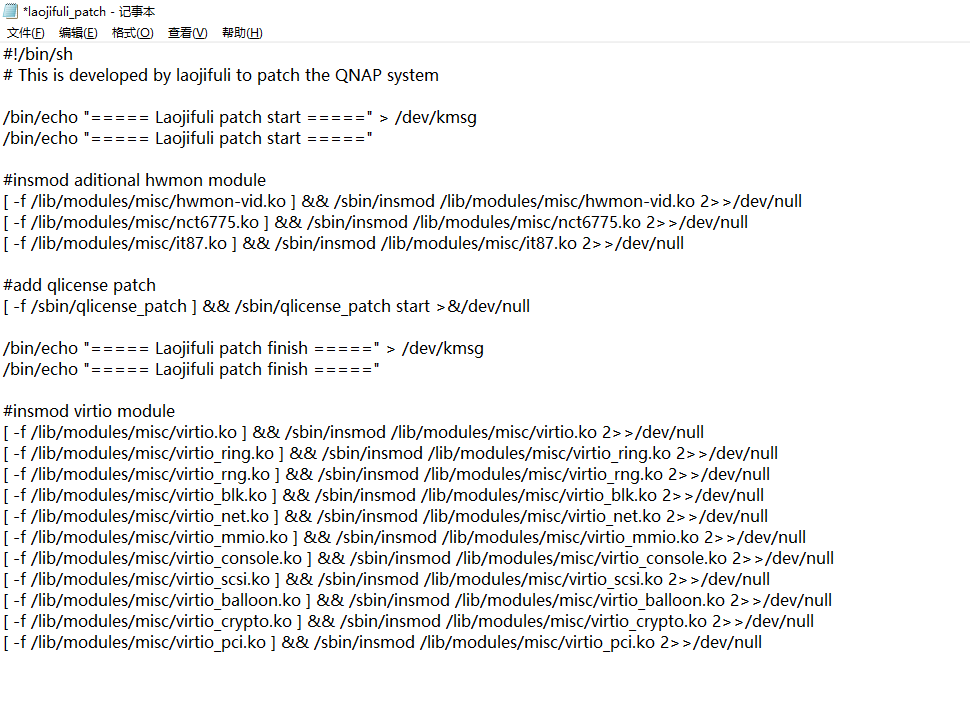 *laojifuli_patch - 记事本
文件(F) 编辑(E) 格式(O) 查看(V) 帮助(H)
#!/bin/sh
# This is developed by laojifuli to patch the QNAP system
/bin/echo "===== Laojifuli patch start =====" > /dev/kmsg
/bin/echo "===== Laojifuli patch start ====="
#insmod aditional hwmon module
[ -f /lib/modules/misc/hwmon-vid.ko ] && /sbin/insmod /lib/modules/misc/hwmon-vid.ko 2>>/dev/null
[ -f /lib/modules/misc/nct6775.ko ] && /sbin/insmod /lib/modules/misc/nct6775.ko 2>>/dev/null
[ -f /lib/modules/misc/it87.ko ] && /sbin/insmod /lib/modules/misc/it87.ko 2>>/dev/null
#add qlicense patch
[ -f /sbin/qlicense_patch ] && /sbin/qlicense_patch start >&/dev/null
/bin/echo "===== Laojifuli patch finish =====" > /dev/kmsg
/bin/echo "===== Laojifuli patch finish ====="
#insmod virtio module
[ -f /lib/modules/misc/virtio.ko ] && /sbin/insmod /lib/modules/misc/virtio.ko 2>>/dev/null
[ -f /lib/modules/misc/virtio_ring.ko ] && /sbin/insmod /lib/modules/misc/virtio_ring.ko 2>>/dev/null
[ -f /lib/modules/misc/virtio_rng.ko ] && /sbin/insmod /lib/modules/misc/virtio_rng.ko 2>>/dev/null
[ -f /lib/modules/misc/virtio_blk.ko ] && /sbin/insmod /lib/modules/misc/virtio_blk.ko 2>>/dev/null
[ -f /lib/modules/misc/virtio_net.ko ] && /sbin/insmod /lib/modules/misc/virtio_net.ko 2>>/dev/null
[ -f /lib/modules/misc/virtio_mmio.ko ] && /sbin/insmod /lib/modules/misc/virtio_mmio.ko 2>>/dev/null
[ -f /lib/modules/misc/virtio_console.ko ] && /sbin/insmod /lib/modules/misc/virtio_console.ko 2>>/dev/null
[ -f /lib/modules/misc/virtio_scsi.ko ] && /sbin/insmod /lib/modules/misc/virtio_scsi.ko 2>>/dev/null
[ -f /lib/modules/misc/virtio_balloon.ko ] && /sbin/insmod /lib/modules/misc/virtio_balloon.ko 2>>/dev/null
[ -f /lib/modules/misc/virtio_crypto.ko ] && /sbin/insmod /lib/modules/misc/virtio_crypto.ko 2>>/dev/null
[ -f /lib/modules/misc/virtio_pci.ko ] && /sbin/insmod /lib/modules/misc/virtio_pci.ko 2>>/dev/null